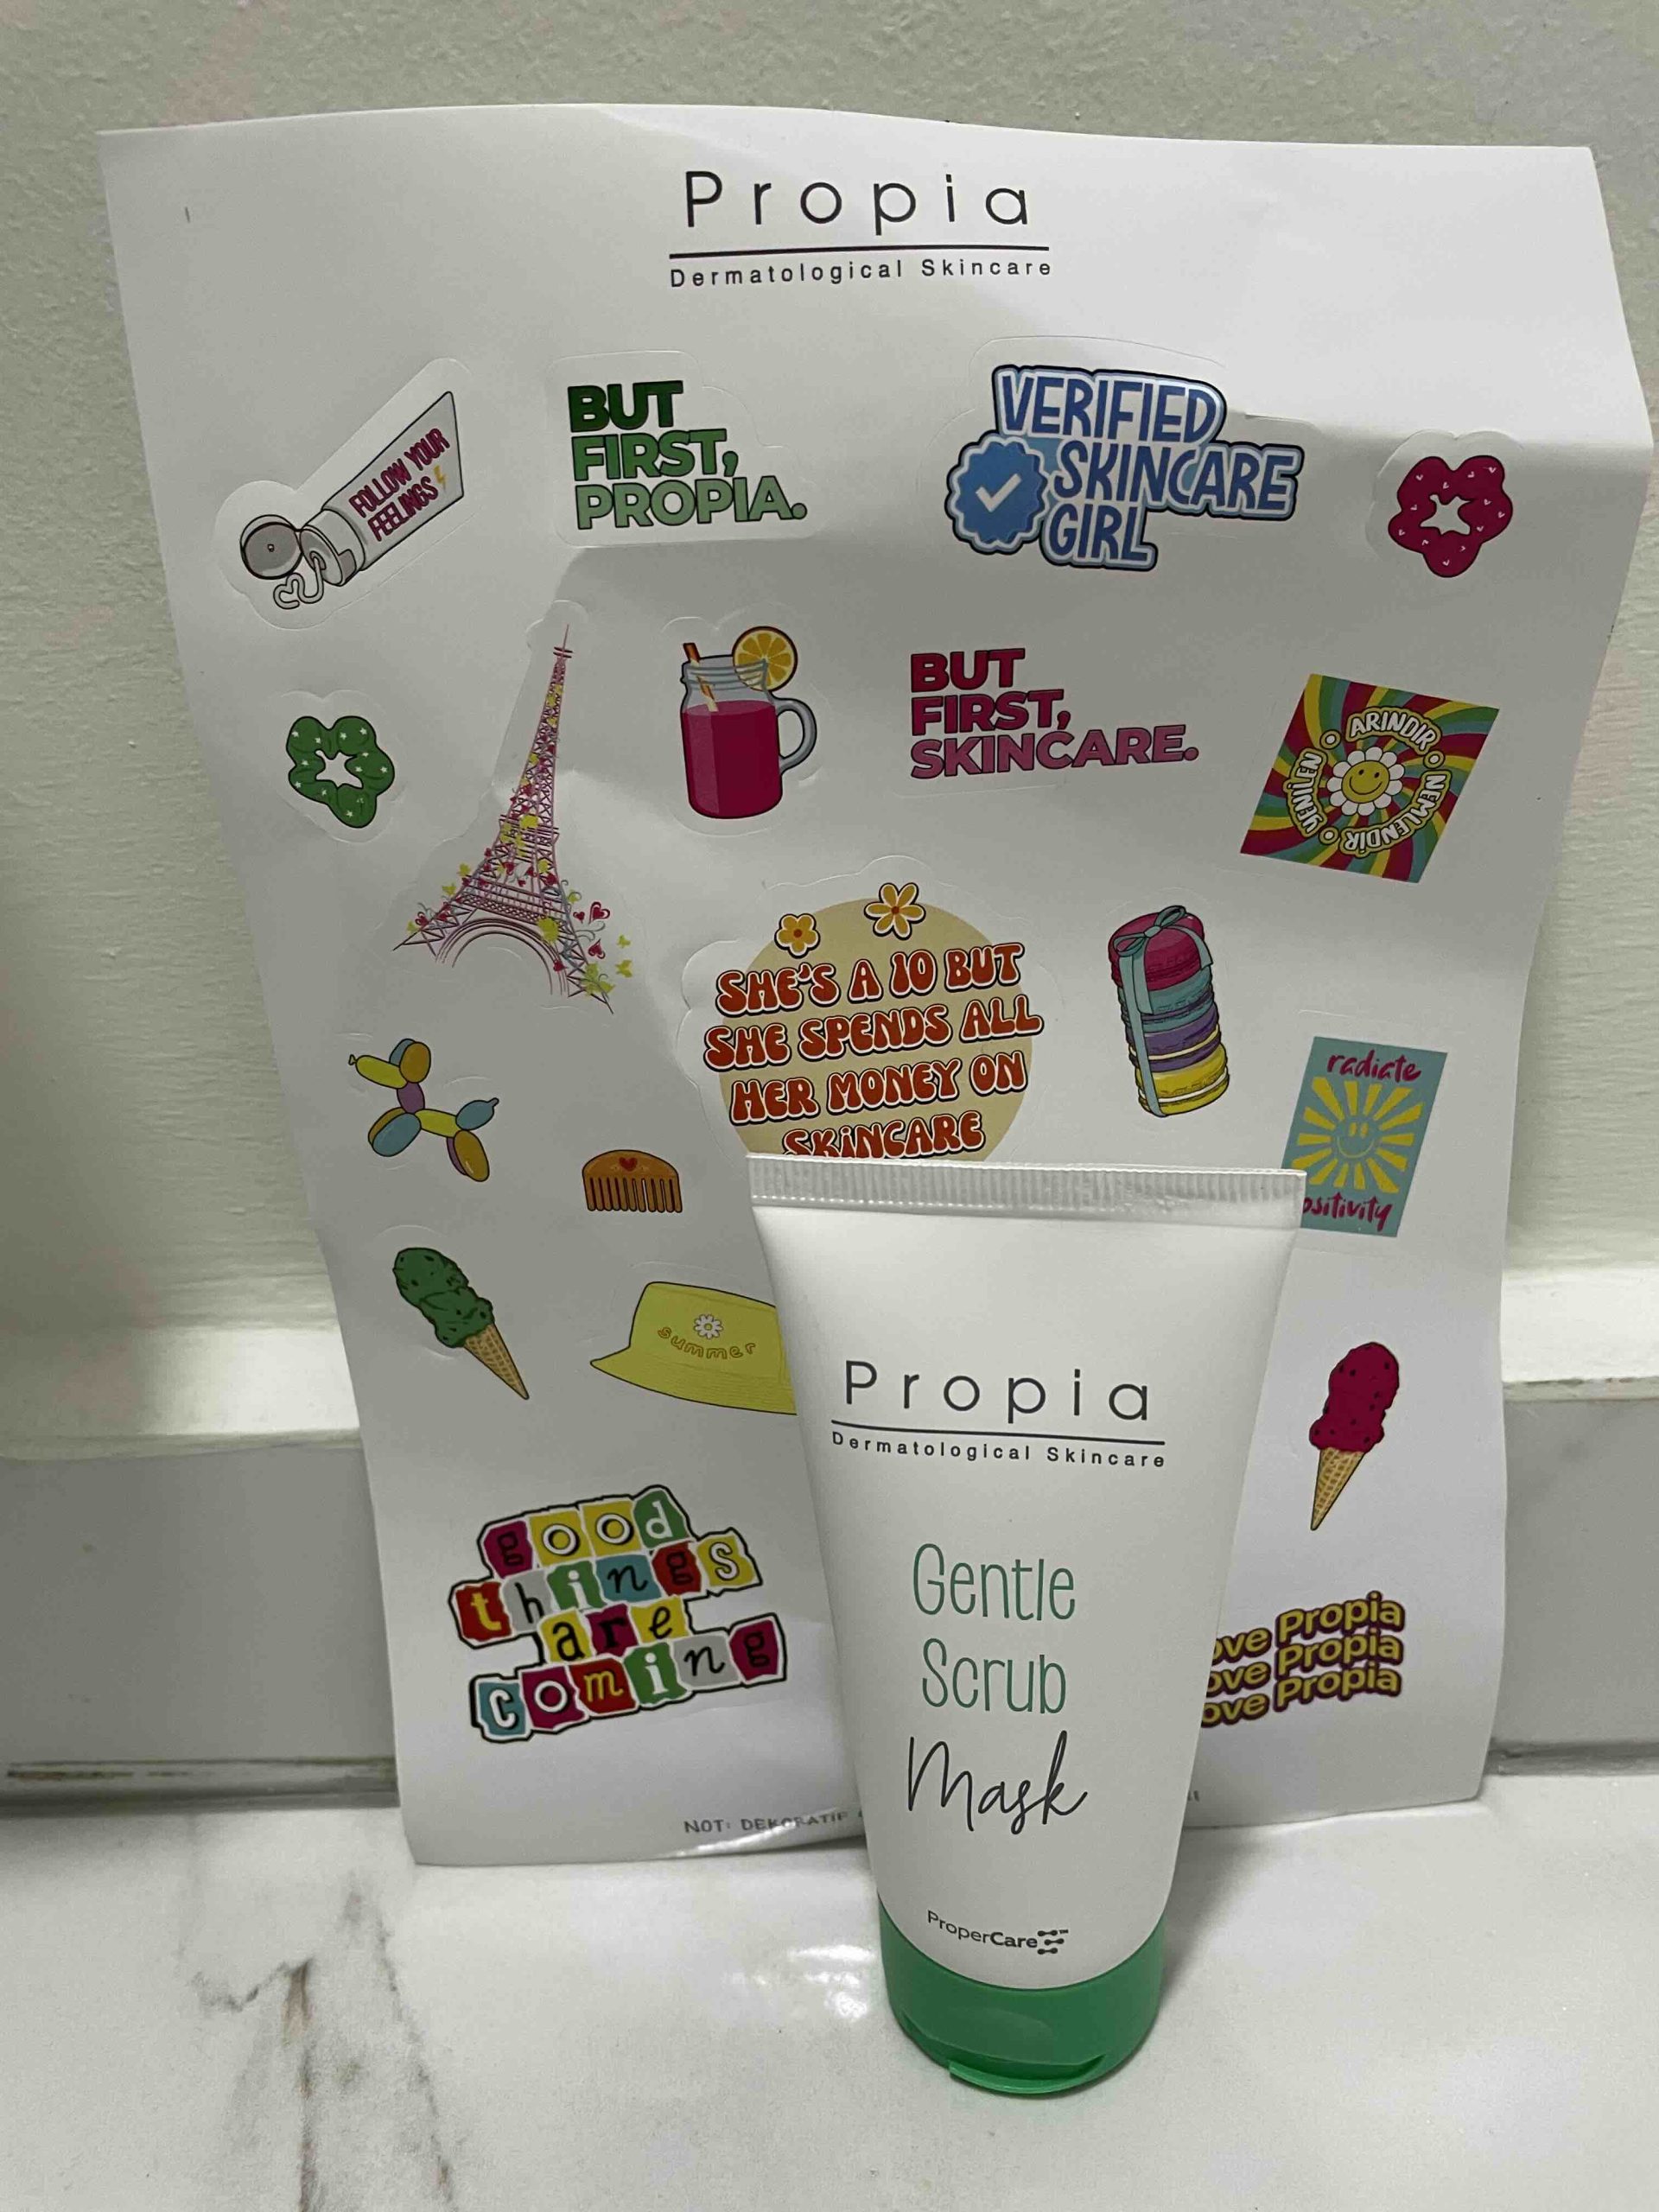 Propia
Dermatological Skincare
FOLLOW YOUR
FEELINGS
BUT
FIRST,
PROPIA.
VERIFIED
SKINCARE
GIRL
BUT
FIRST,
SKINCARE.
ARINDIR • NEMLENDİR • YENİLEN •
SHE'S A 10 BUT
SHE SPENDS ALL
HER MONEY ON
SKİNCARE
radiate
ositivity
summer
good
things
are
coming
ove Propia
ove Propia
ove Propia
NOT: DEKORATİF
Propia
Dermatological Skincare
Gentle
Scrub
Mask
ProperCare